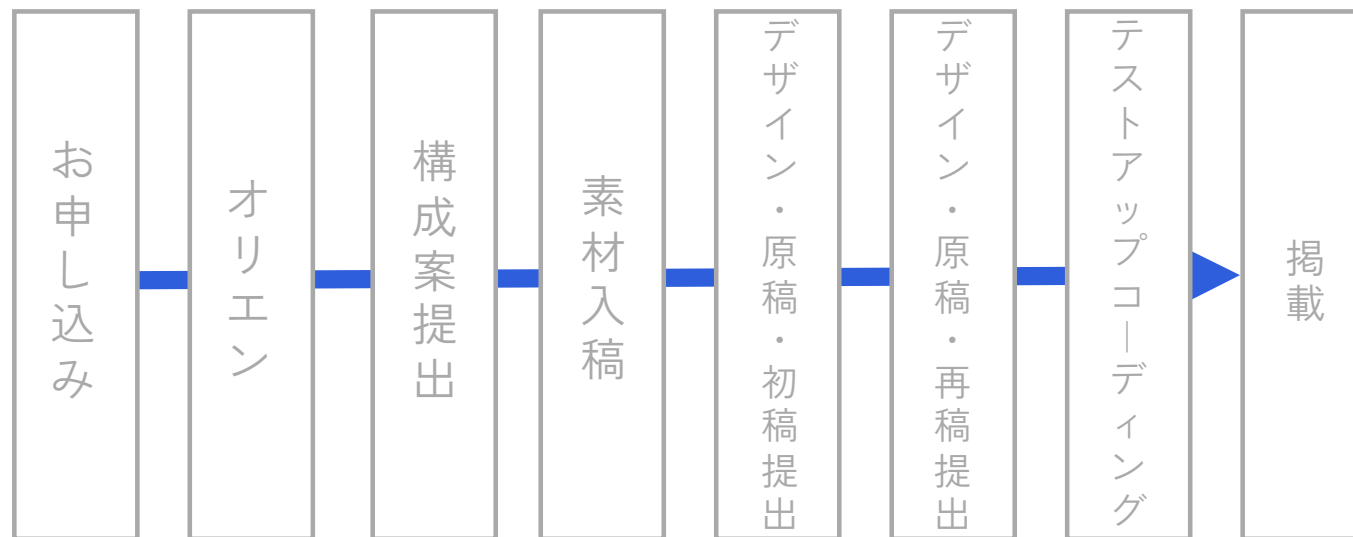 お申し込み
オリエン
構成案提出
素材入稿
デザイン・原稿・初稿提出
デザイン・原稿・再稿提出
テストアップコーディング
掲載